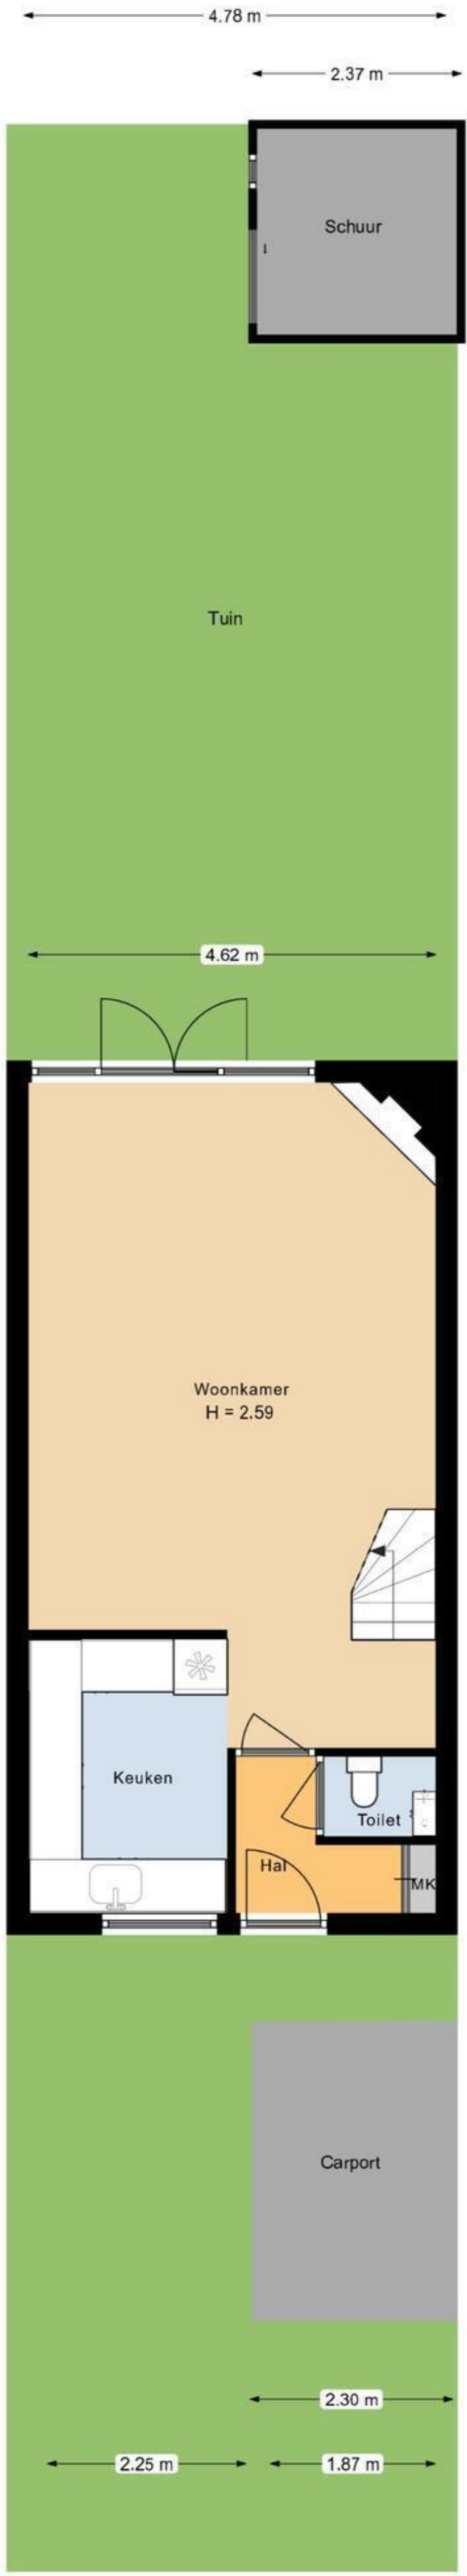 4.78 m
2.37 m
Schuur
Tuin
4.62 m
Woonkamer
H = 2.59
Keuken
Toilet
Hal
MK
Carport
2.30 m
2.25 m
1.87 m